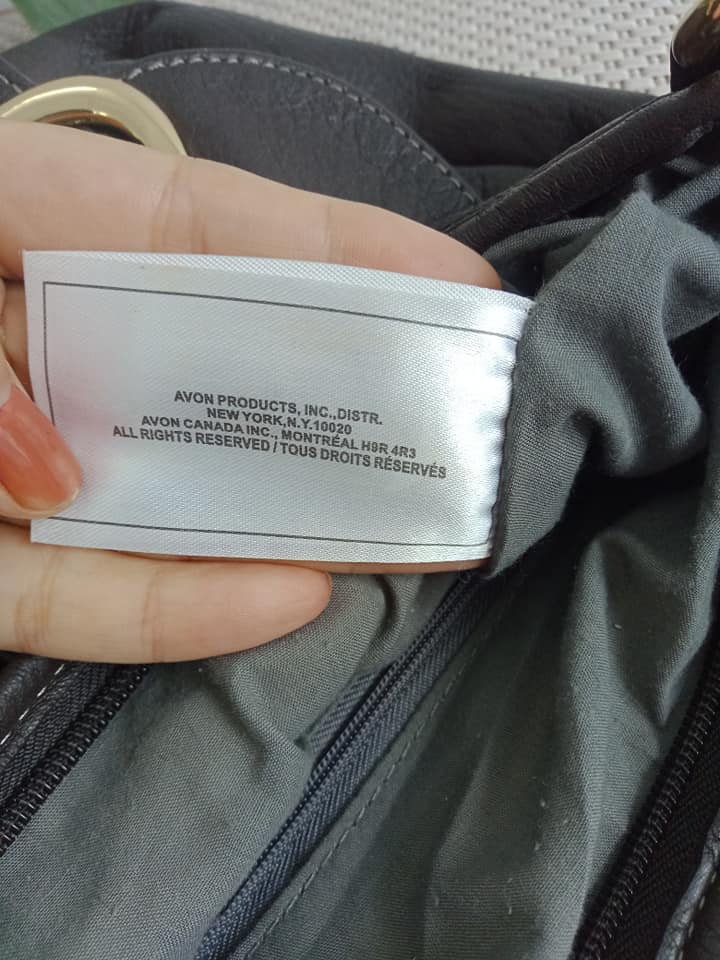 AVON PRODUCTS, INC.,DISTR.
NEW YORK,N.Y.10020
AVON CANADA INC., MONTRÉAL H9R 4R3
ALL RIGHTS RESERVED / TOUS DROITS RÉSERVÉS